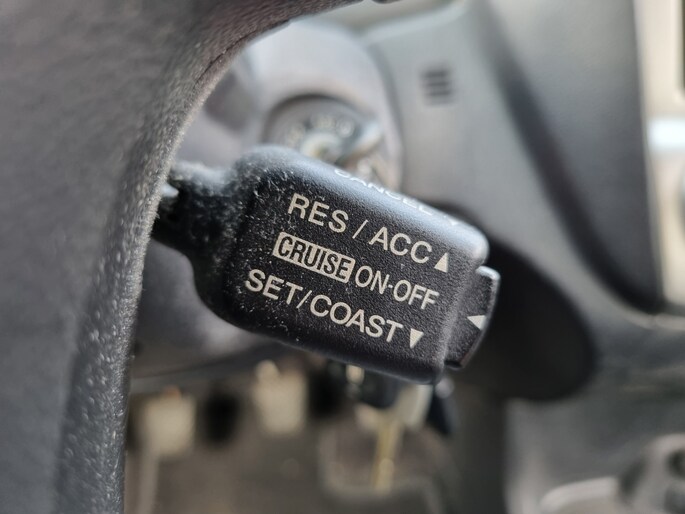 CANCEL
RES / ACC ▲
CRUISE ON·OFF ◄
SET/COAST ▼